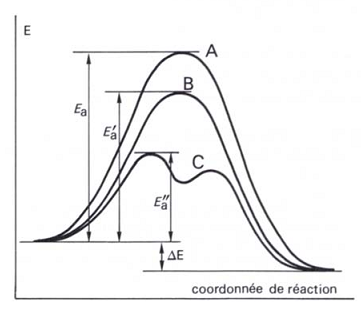 E
A
B
Eₐ
E′ₐ
C
E″ₐ
ΔE
coordonnée de réaction